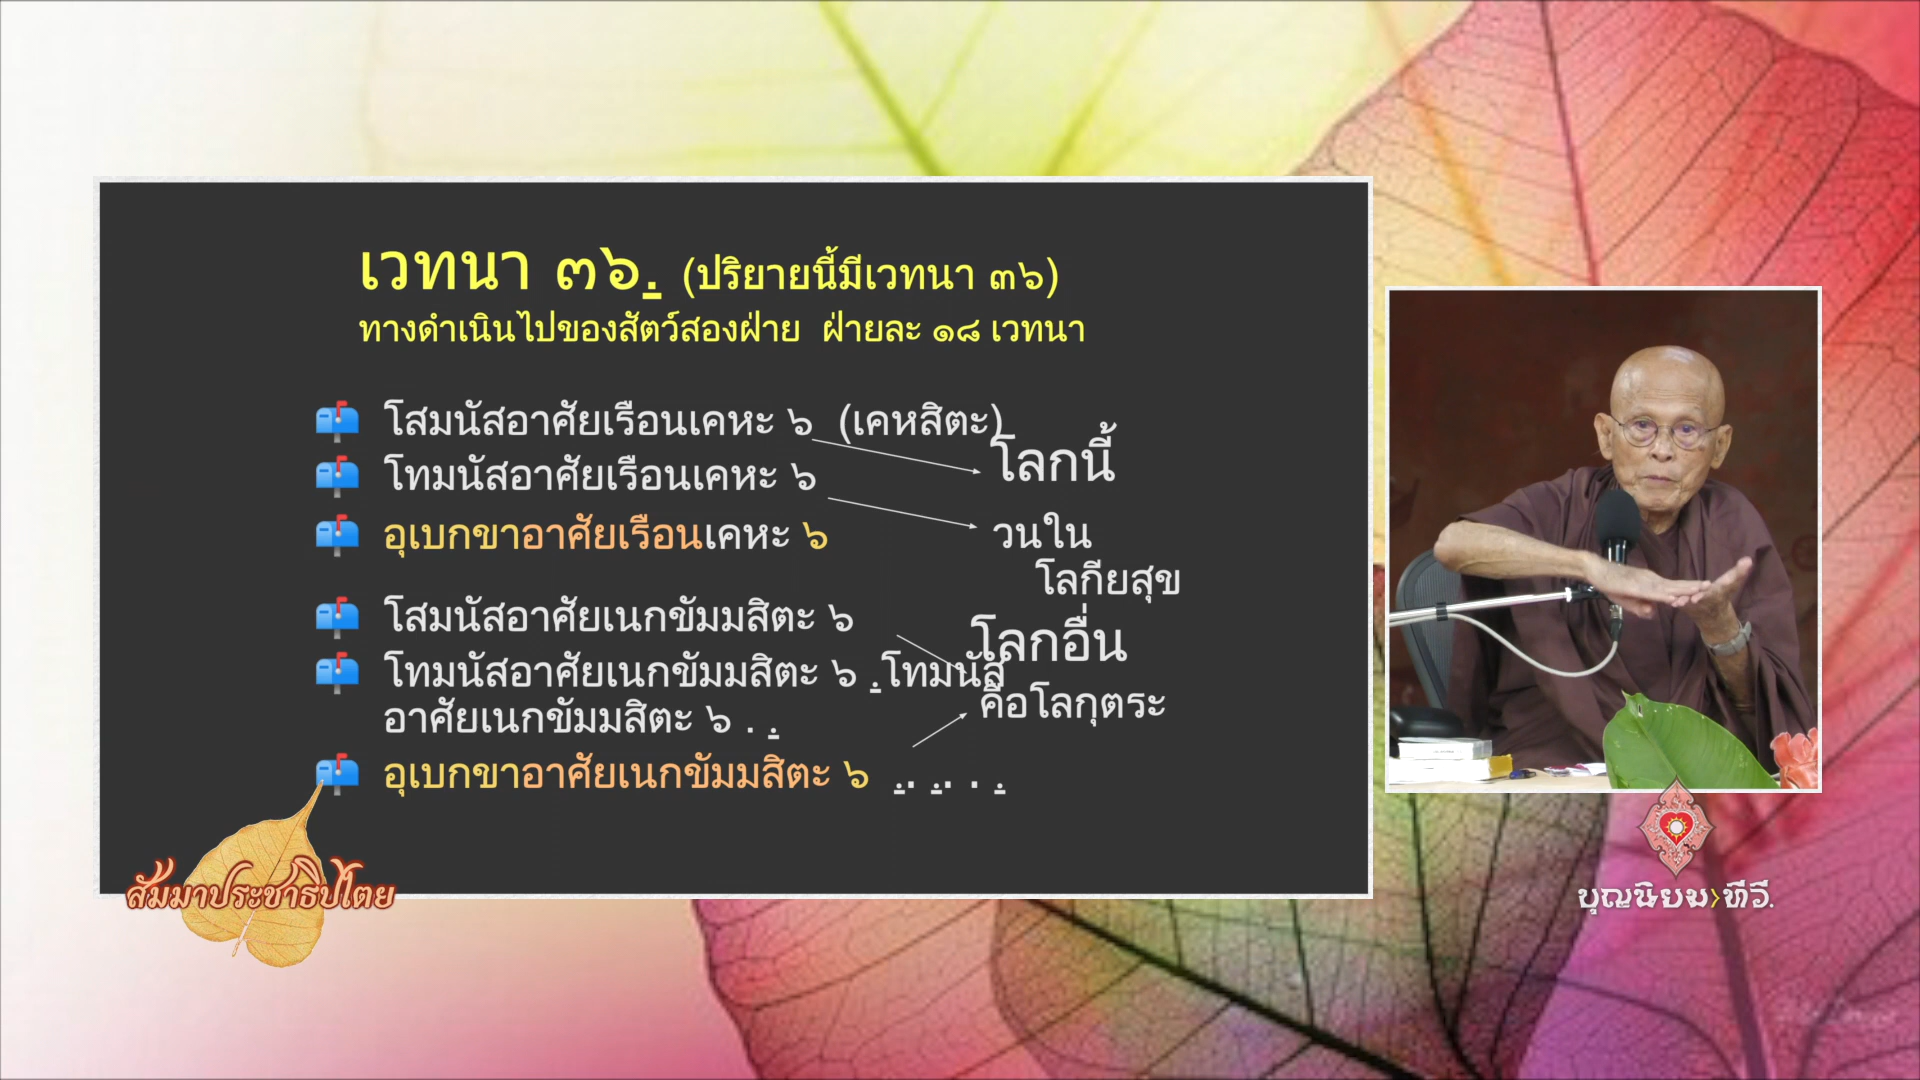 เวทนา ๓๖. (ปริยายนี้มีเวทนา ๓๖)
ทางดำเนินไปของสัตว์สองฝ่าย ฝ่ายละ ๑๘ เวทนา
โสมนัสอาศัยเรือนเคหะ ๖ (เคหสิตะ)
โลกนี้
โทมนัสอาศัยเรือนเคหะ ๖
อุเบกขาอาศัยเรือนเคหะ ๖
วนใน
โลกียสุข
โสมนัสอาศัยเนกขัมมสิตะ ๖
โลกอื่น
โทมนัสอาศัยเนกขัมมสิตะ ๖ .โทมนัส
อาศัยเนกขัมมสิตะ ๖ . .
คือโลกุตระ
อุเบกขาอาศัยเนกขัมมสิตะ ๖ .. .. . .
สัมมาประชาธิปไตย
บุญนิยม>ทีวี.